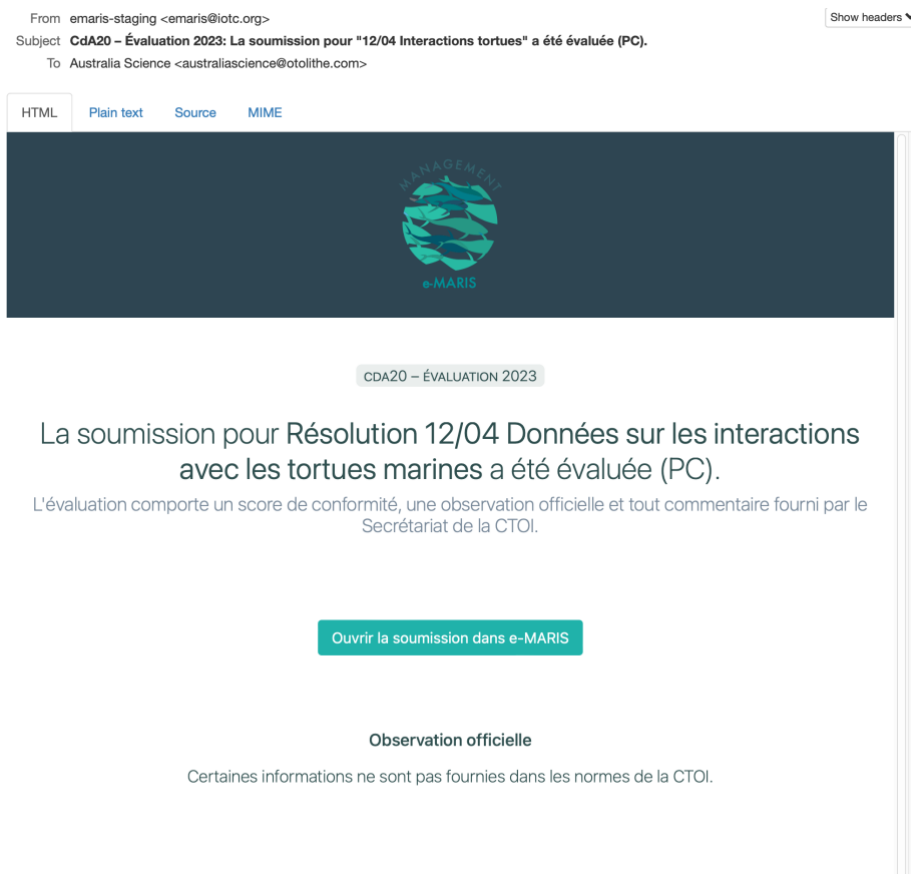 From emaris-staging <emaris@iotc.org>
Show headers
Subject CdA20 – Évaluation 2023: La soumission pour "12/04 Interactions tortues" a été évaluée (PC).
To Australia Science <australiascience@otolithe.com>
HTML Plain text Source MIME
MANAGEMENT
e-MARIS
CDA20 – ÉVALUATION 2023
La soumission pour Résolution 12/04 Données sur les interactions
avec les tortues marines a été évaluée (PC).
L'évaluation comporte un score de conformité, une observation officielle et tout commentaire fourni par le
Secrétariat de la CTOI.
Ouvrir la soumission dans e-MARIS
Observation officielle
Certaines informations ne sont pas fournies dans les normes de la CTOI.